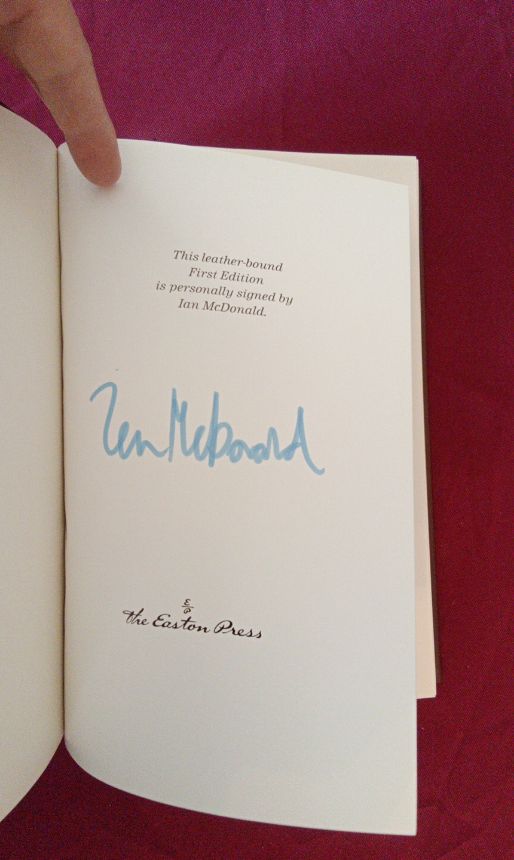 This leather-bound
First Edition
is personally signed by
Ian McDonald.
Ian McDonald
E
P
the Easton Press